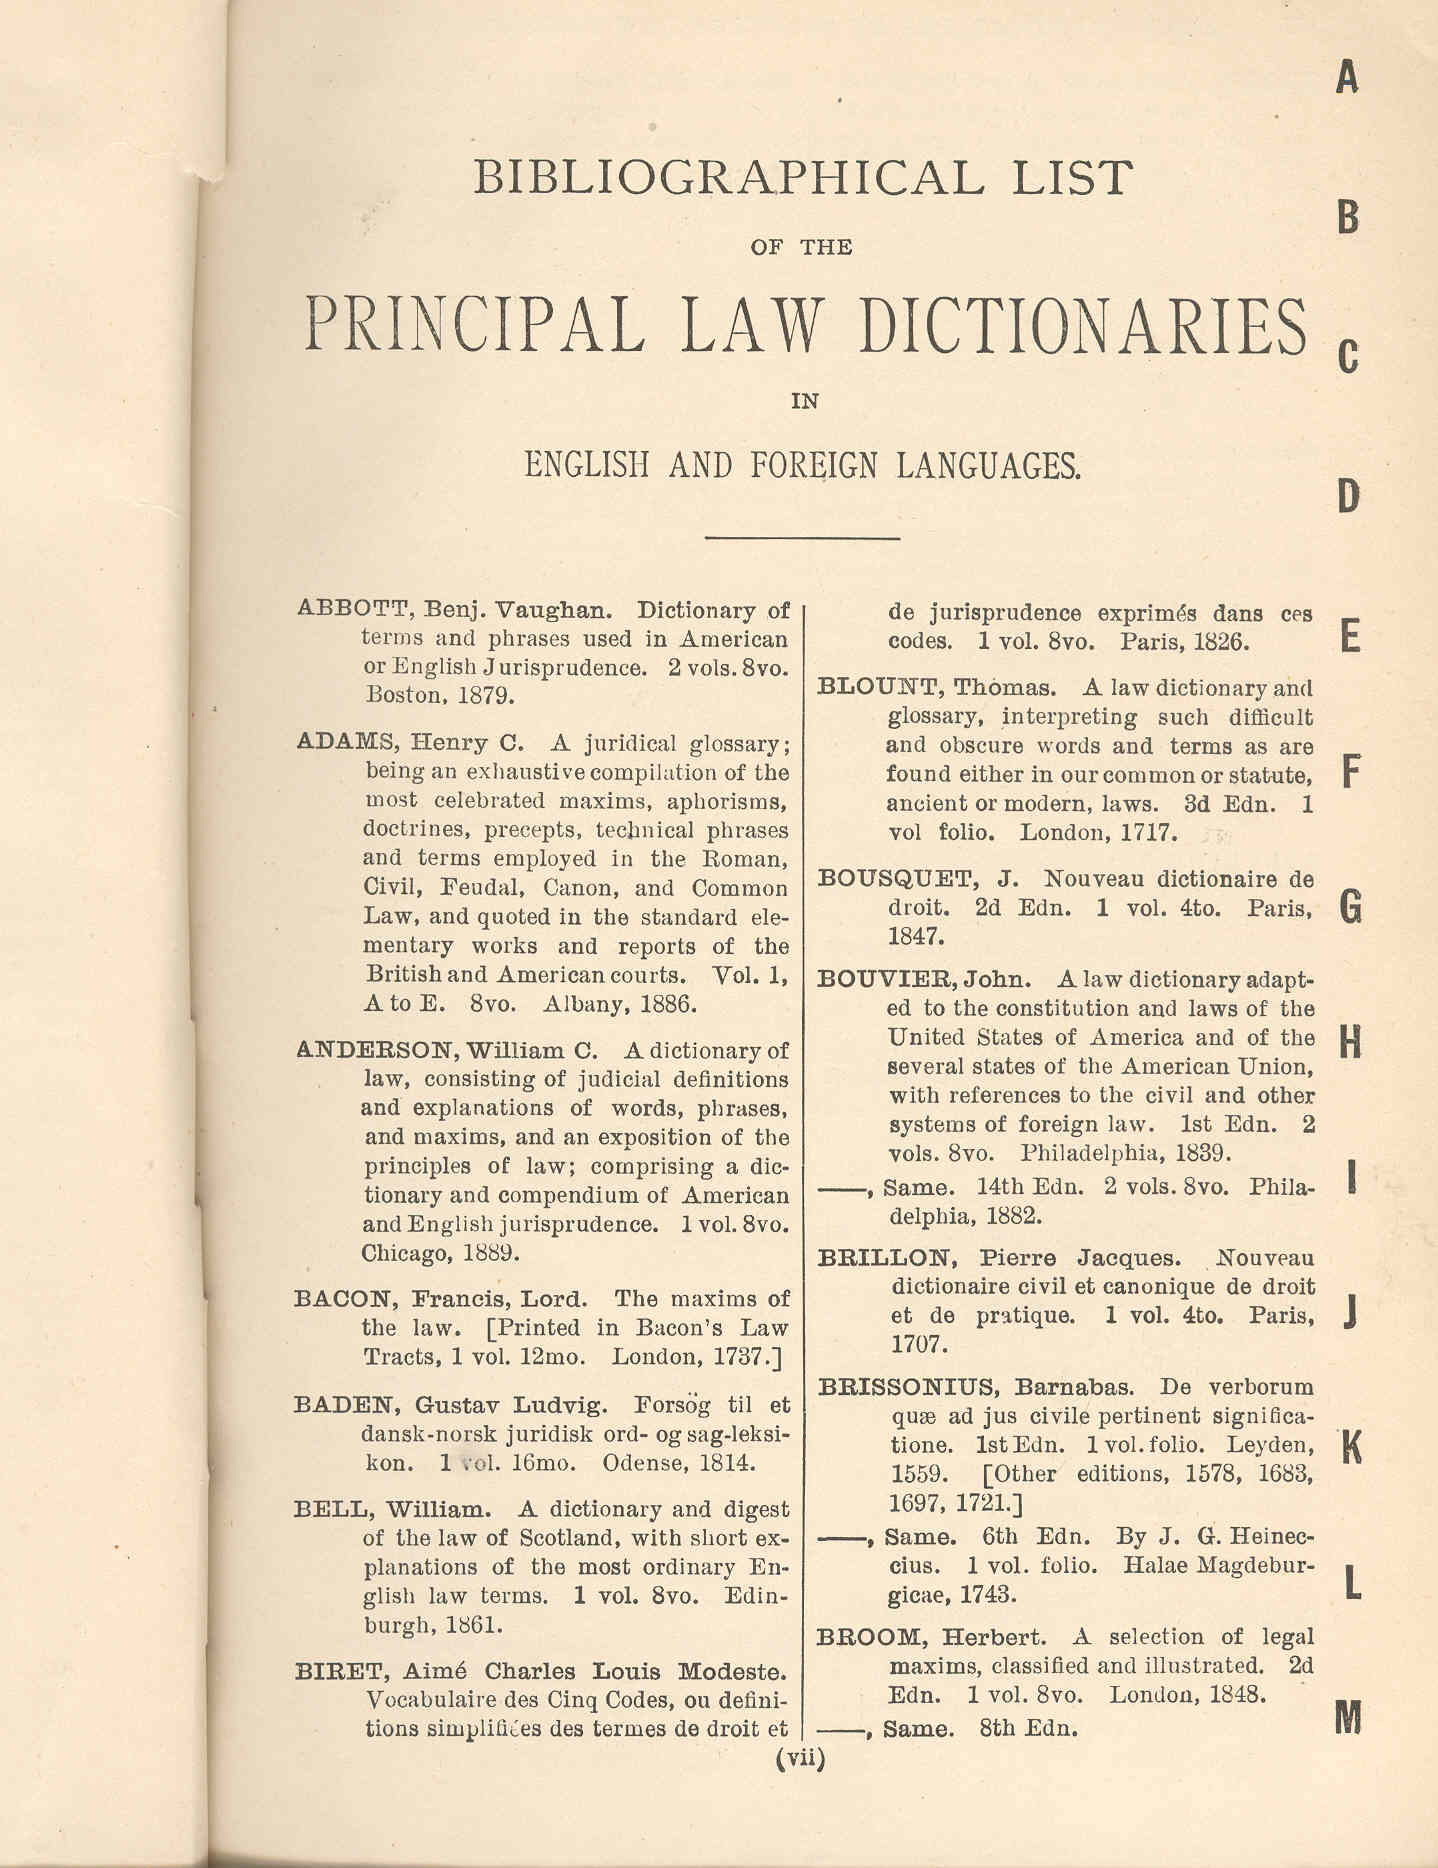 BIBLIOGRAPHICAL LIST
OF THE
PRINCIPAL LAW DICTIONARIES
IN
ENGLISH AND FOREIGN LANGUAGES.
ABBOTT, Benj. Vaughan. Dictionary of
terms and phrases used in American
or English Jurisprudence. 2 vols. 8vo.
Boston, 1879.
ADAMS, Henry C. A juridical glossary;
being an exhaustive compilation of the
most celebrated maxims, aphorisms,
doctrines, precepts, technical phrases
and terms employed in the Roman,
Civil, Feudal, Canon, and Common
Law, and quoted in the standard ele-
mentary works and reports of the
British and American courts. Vol. 1,
A to E. 8vo. Albany, 1886.
ANDERSON, William C. A dictionary of
law, consisting of judicial definitions
and explanations of words, phrases,
and maxims, and an exposition of the
principles of law; comprising a dic-
tionary and compendium of American
and English jurisprudence. 1 vol. 8vo.
Chicago, 1889.
BACON, Francis, Lord. The maxims of
the law. [Printed in Bacon's Law
Tracts, 1 vol. 12mo. London, 1737.]
BADEN, Gustav Ludvig. Forsög til et
dansk-norsk juridisk ord- og sag-leksi-
kon. 1 vol. 16mo. Odense, 1814.
BELL, William. A dictionary and digest
of the law of Scotland, with short ex-
planations of the most ordinary En-
glish law terms. 1 vol. 8vo. Edin-
burgh, 1861.
BIRET, Aimé Charles Louis Modeste.
Vocabulaire des Cinq Codes, ou defini-
tions simplifiées des termes de droit et
de jurisprudence exprimés dans ces
codes. 1 vol. 8vo. Paris, 1826.
BLOUNT, Thomas. A law dictionary and
glossary, interpreting such difficult
and obscure words and terms as are
found either in our common or statute,
ancient or modern, laws. 3d Edn. 1
vol folio. London, 1717.
BOUSQUET, J. Nouveau dictionaire de
droit. 2d Edn. 1 vol. 4to. Paris,
1847.
BOUVIER, John. A law dictionary adapt-
ed to the constitution and laws of the
United States of America and of the
several states of the American Union,
with references to the civil and other
systems of foreign law. 1st Edn. 2
vols. 8vo. Philadelphia, 1839.
——, Same. 14th Edn. 2 vols. 8vo. Phila-
delphia, 1882.
BRILLON, Pierre Jacques. Nouveau
dictionaire civil et canonique de droit
et de pratique. 1 vol. 4to. Paris,
1707.
BRISSONIUS, Barnabas. De verborum
quæ ad jus civile pertinent significa-
tione. 1st Edn. 1 vol. folio. Leyden,
1559. [Other editions, 1578, 1683,
1697, 1721.]
——, Same. 6th Edn. By J. G. Heinec-
cius. 1 vol. folio. Halae Magdebur-
gicae, 1743.
BROOM, Herbert. A selection of legal
maxims, classified and illustrated. 2d
Edn. 1 vol. 8vo. London, 1848.
——, Same. 8th Edn.
(vii)
A
B
C
D
E
F
G
H
I
J
K
L
M